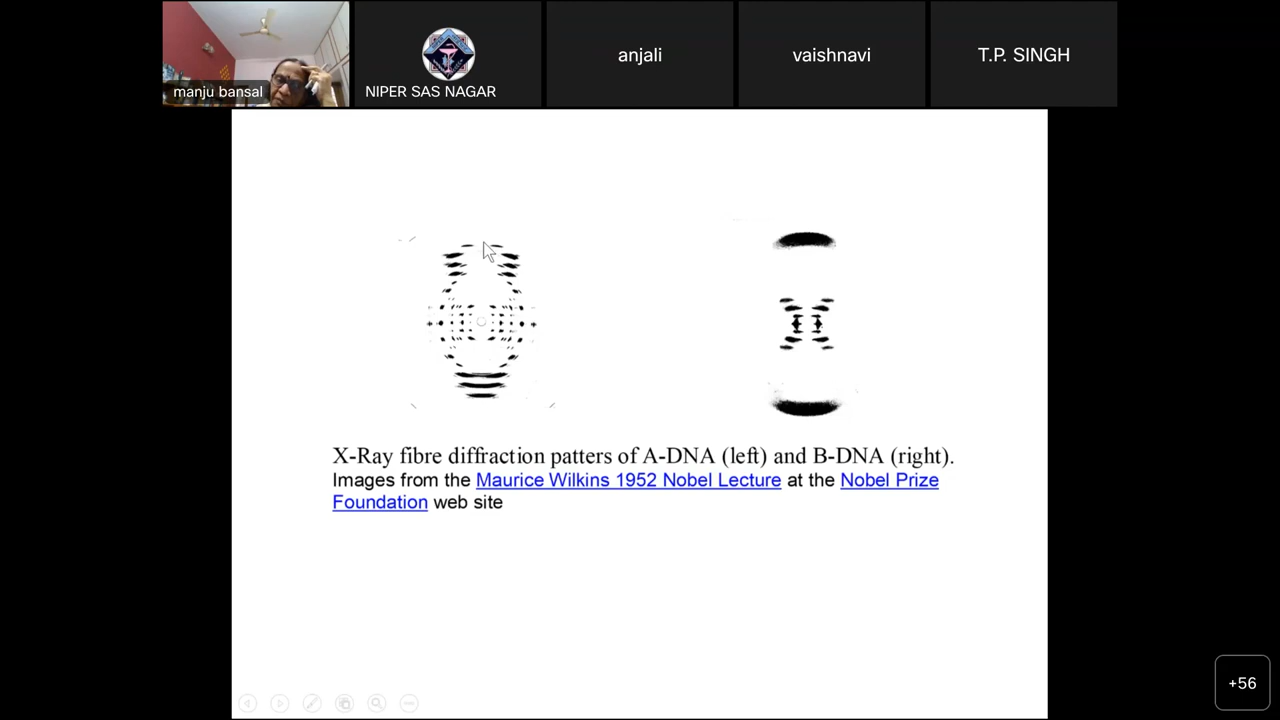 manju bansal
NIPER SAS NAGAR
anjali
vaishnavi
T.P. SINGH
X-Ray fibre diffraction patters of A-DNA (left) and B-DNA (right).
Images from the Maurice Wilkins 1952 Nobel Lecture at the Nobel Prize
Foundation web site
+56